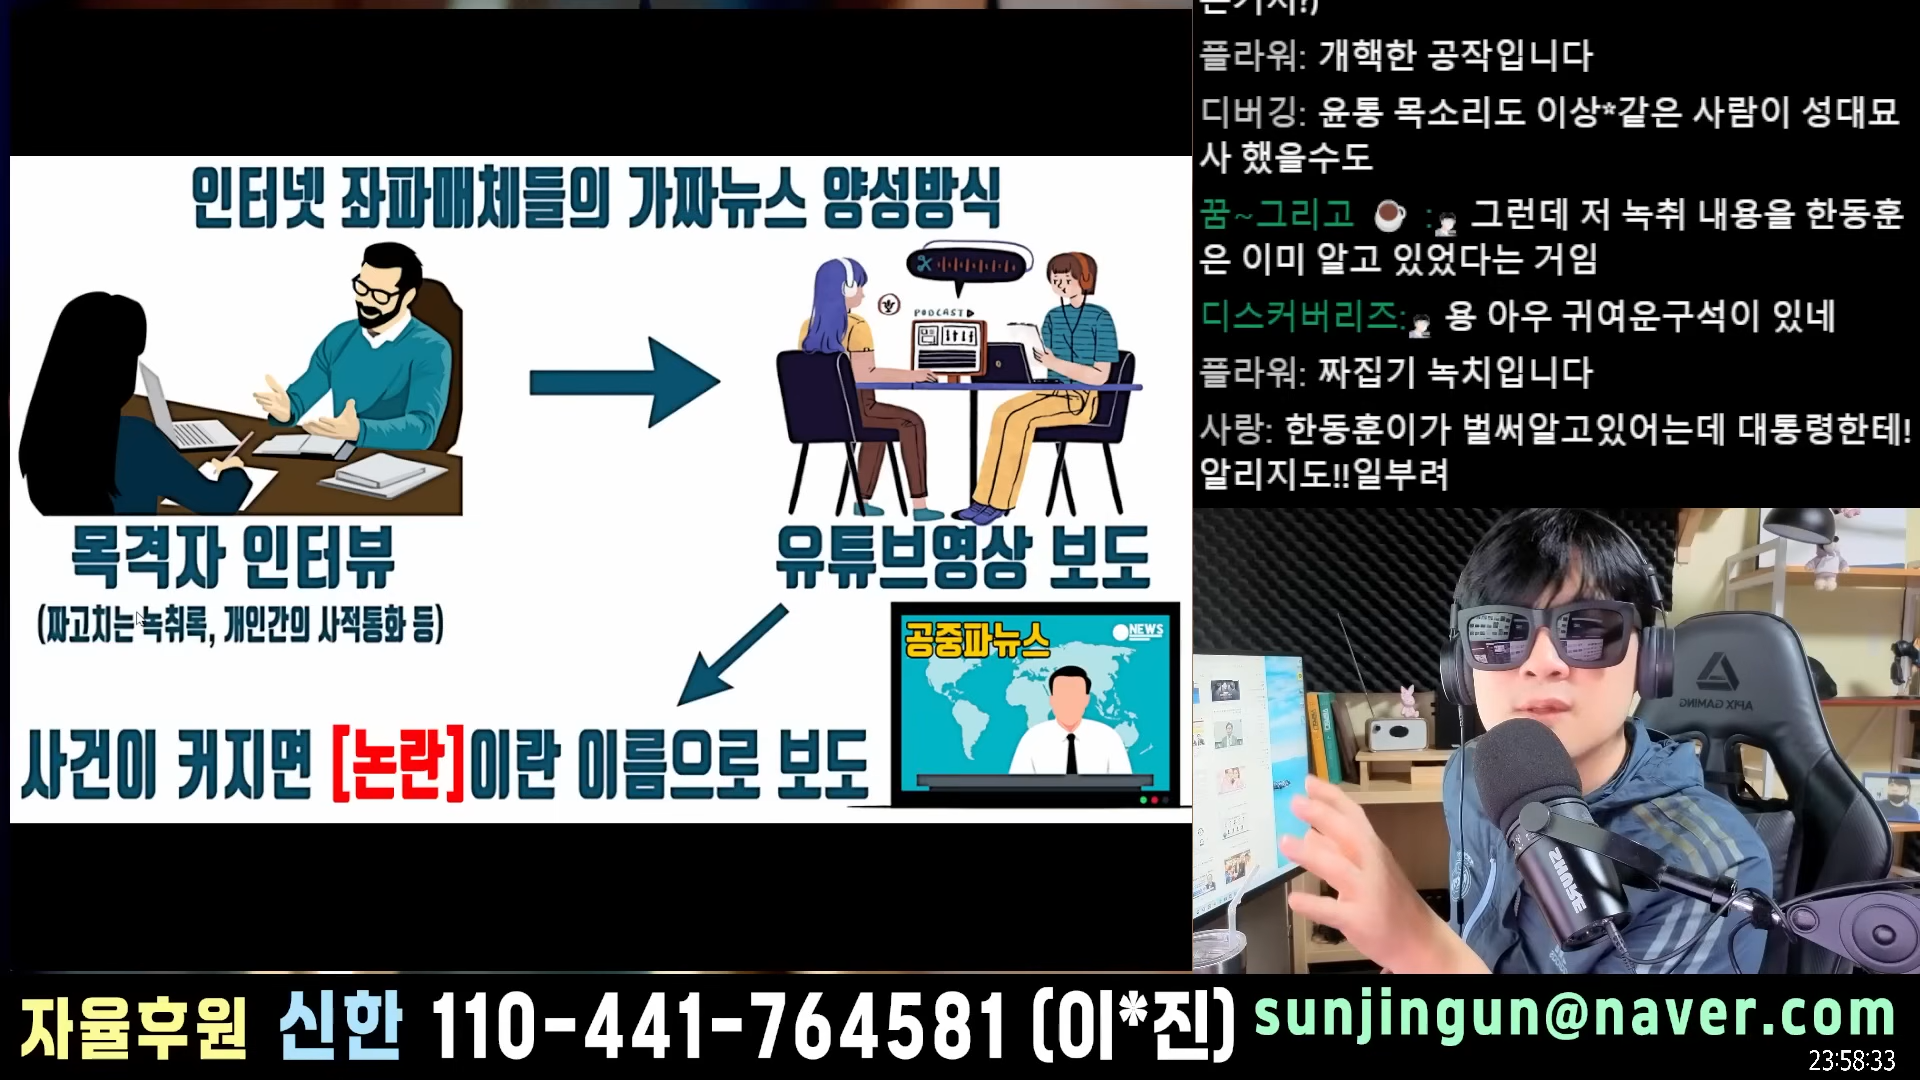 인터넷 좌파매체들의 가짜뉴스 양성방식
PODCAST
목격자 인터뷰
(짜고치는 녹취록, 개인간의 사적통화 등)
유튜브영상 보도
공중파뉴스
NEWS
사건이 커지면 [논란]이란 이름으로 보도
플라워: 개핵한 공작입니다
디버깅: 윤통 목소리도 이상*같은 사람이 성대묘
사 했을수도
꿈~그리고 : 그런데 저 녹취 내용을 한동훈
은 이미 알고 있었다는 거임
디스커버리즈: 용 아우 귀여운구석이 있네
플라워: 짜집기 녹치입니다
사랑: 한동훈이가 벌써알고있어는데 대통령한테!
알리지도!!일부려
APEX GAMING
SHURE
자율후원 신한 110-441-764581 (이*진) sunjingun@naver.com
23:58:33